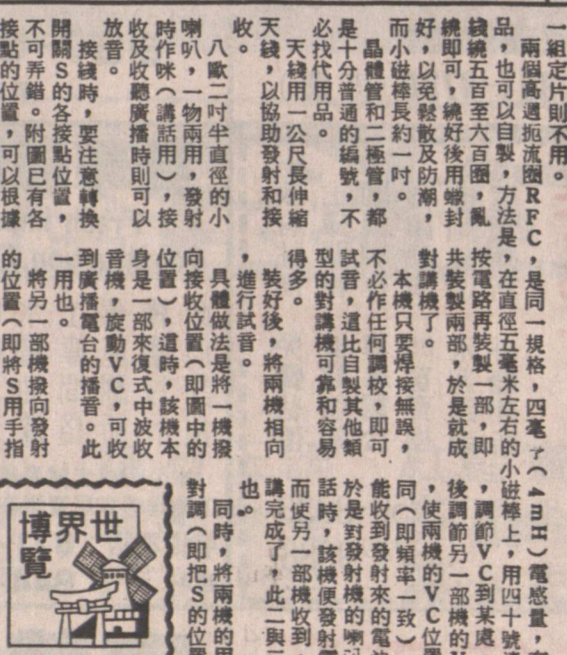 一組定片則不用。
兩個高週扼流圈RFC,是同一規格,四毫(4mH)電感量,
品,也可以自製,方法是,在直徑五毫米左右的小磁棒上,用四十號
綫繞五百至六百圈,亂
繞即可,繞好後用蠟封
好,以免鬆散及防潮,
而小磁棒長約一吋。
晶體管和二極管,都
是十分普通的編號,不
必找代用品。
天綫用一公尺長伸縮
天綫,以協助發射和接
收。
八歐二吋半直徑的小
喇叭,一物兩用,發射
時作咪(講話用),接
收及收聽廣播時則可以
放音。
接綫時,要注意轉換
開關S的各接點位置,
不可弄錯。附圖已有各
接點的位置,可以根據
按電路再裝製一部,即
共裝製兩部,於是就成
對講機了。
本機只要焊接無誤,
不必作任何調校,即可
試音,這比自製其他類
型的對講機可靠和容易
得多。
裝好後,將兩機相向
,進行試音。
具體做法是將一機撥
向接收位置(即圖中的
位置),這時,該機本
身是一部來復式中波收
音機,旋動VC,可收
到廣播電台的播音。此
一用也。
將另一部機撥向發射
的位置(即將S用手指
,調節VC到某處
後調節另一部機的
,使兩機的VC位置
同(即頻率一致)
能收到發射來的電波
於是對發射機的喇
話時,該機便發射
而使另一部機收到
講完成了,此二與
也。
同時,將兩機的
對調(即把S的位
世界博覽